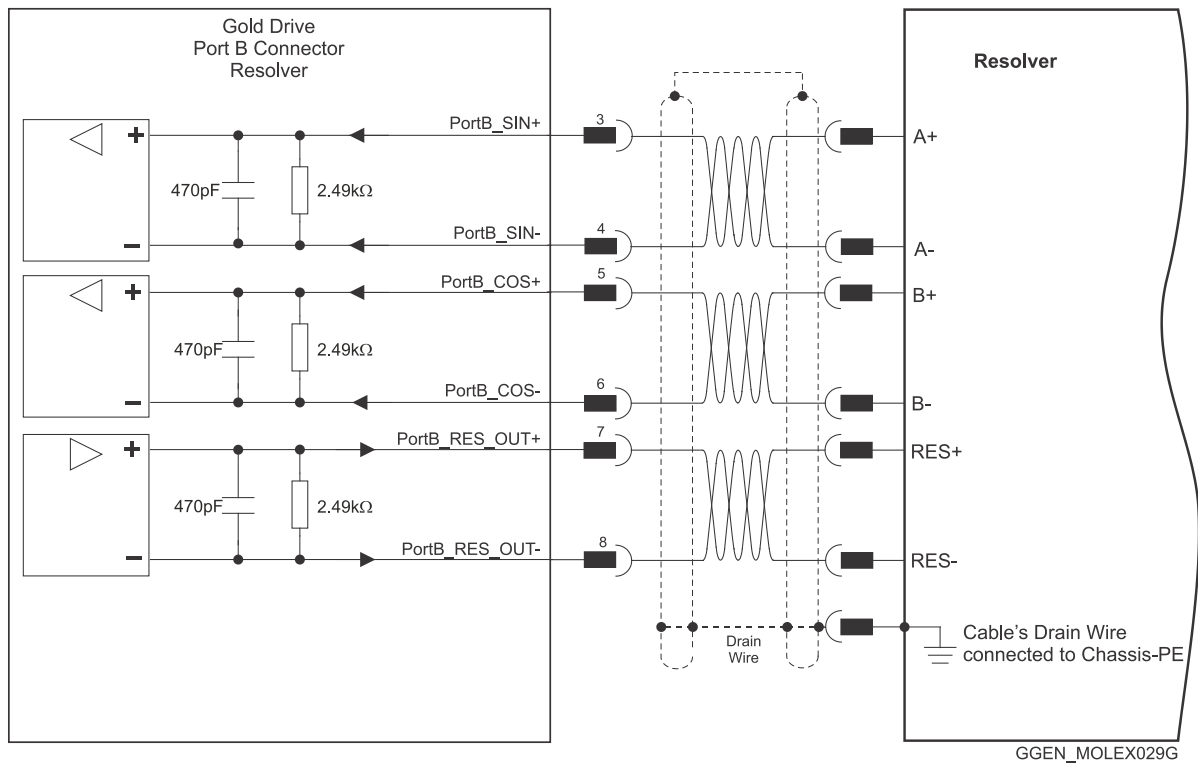 Gold Drive
Port B Connector
Resolver
Resolver
+
PortB_SIN+
3
A+
470pF
2.49kΩ
PortB_SIN-
4
−
A-
+
PortB_COS+
5
B+
470pF
2.49kΩ
PortB_COS-
6
−
B-
+
PortB_RES_OUT+
7
RES+
470pF
2.49kΩ
PortB_RES_OUT-
8
−
RES-
Drain
Wire
Cable's Drain Wire
connected to Chassis-PE
GGEN_MOLEX029G